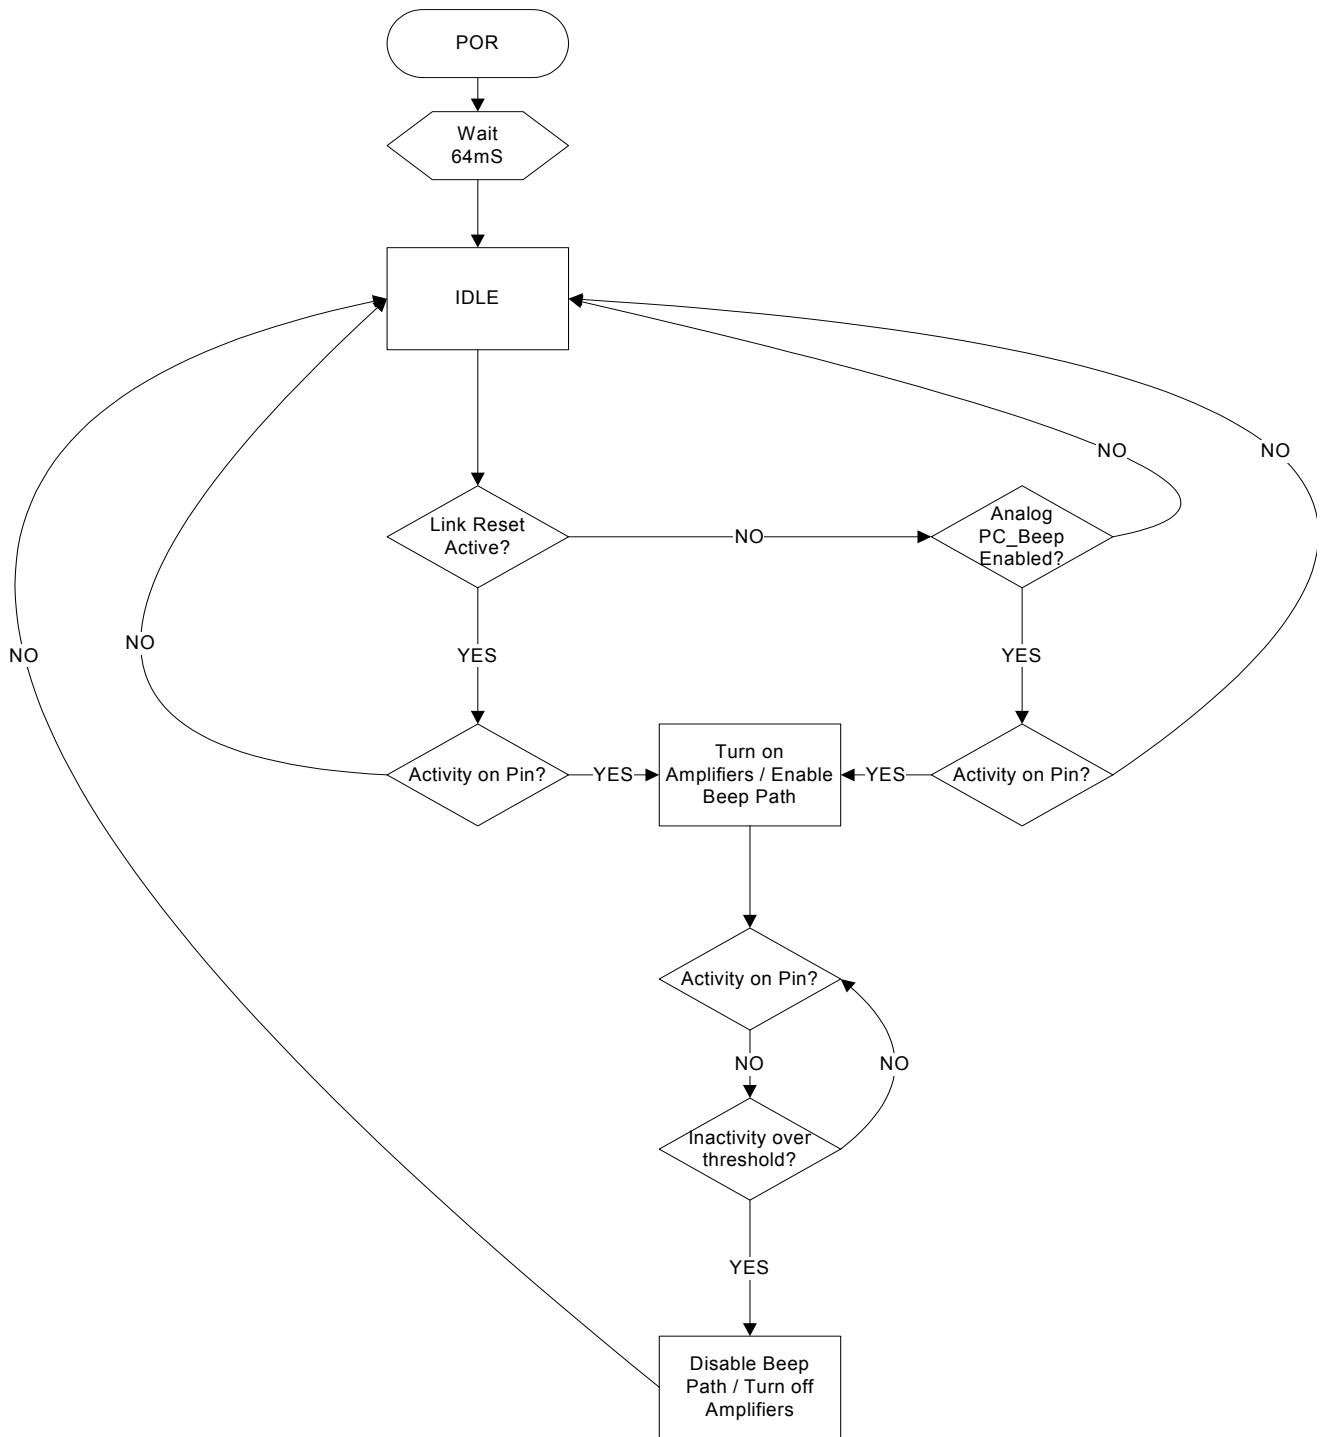 POR
Wait
64mS
IDLE
NO
NO
Link Reset
Active?
NO
Analog
PC_Beep
Enabled?
NO
NO
YES
YES
Activity on Pin?
YES
Turn on
Amplifiers / Enable
Beep Path
YES
Activity on Pin?
Activity on Pin?
NO
NO
Inactivity over
threshold?
YES
Disable Beep
Path / Turn off
Amplifiers